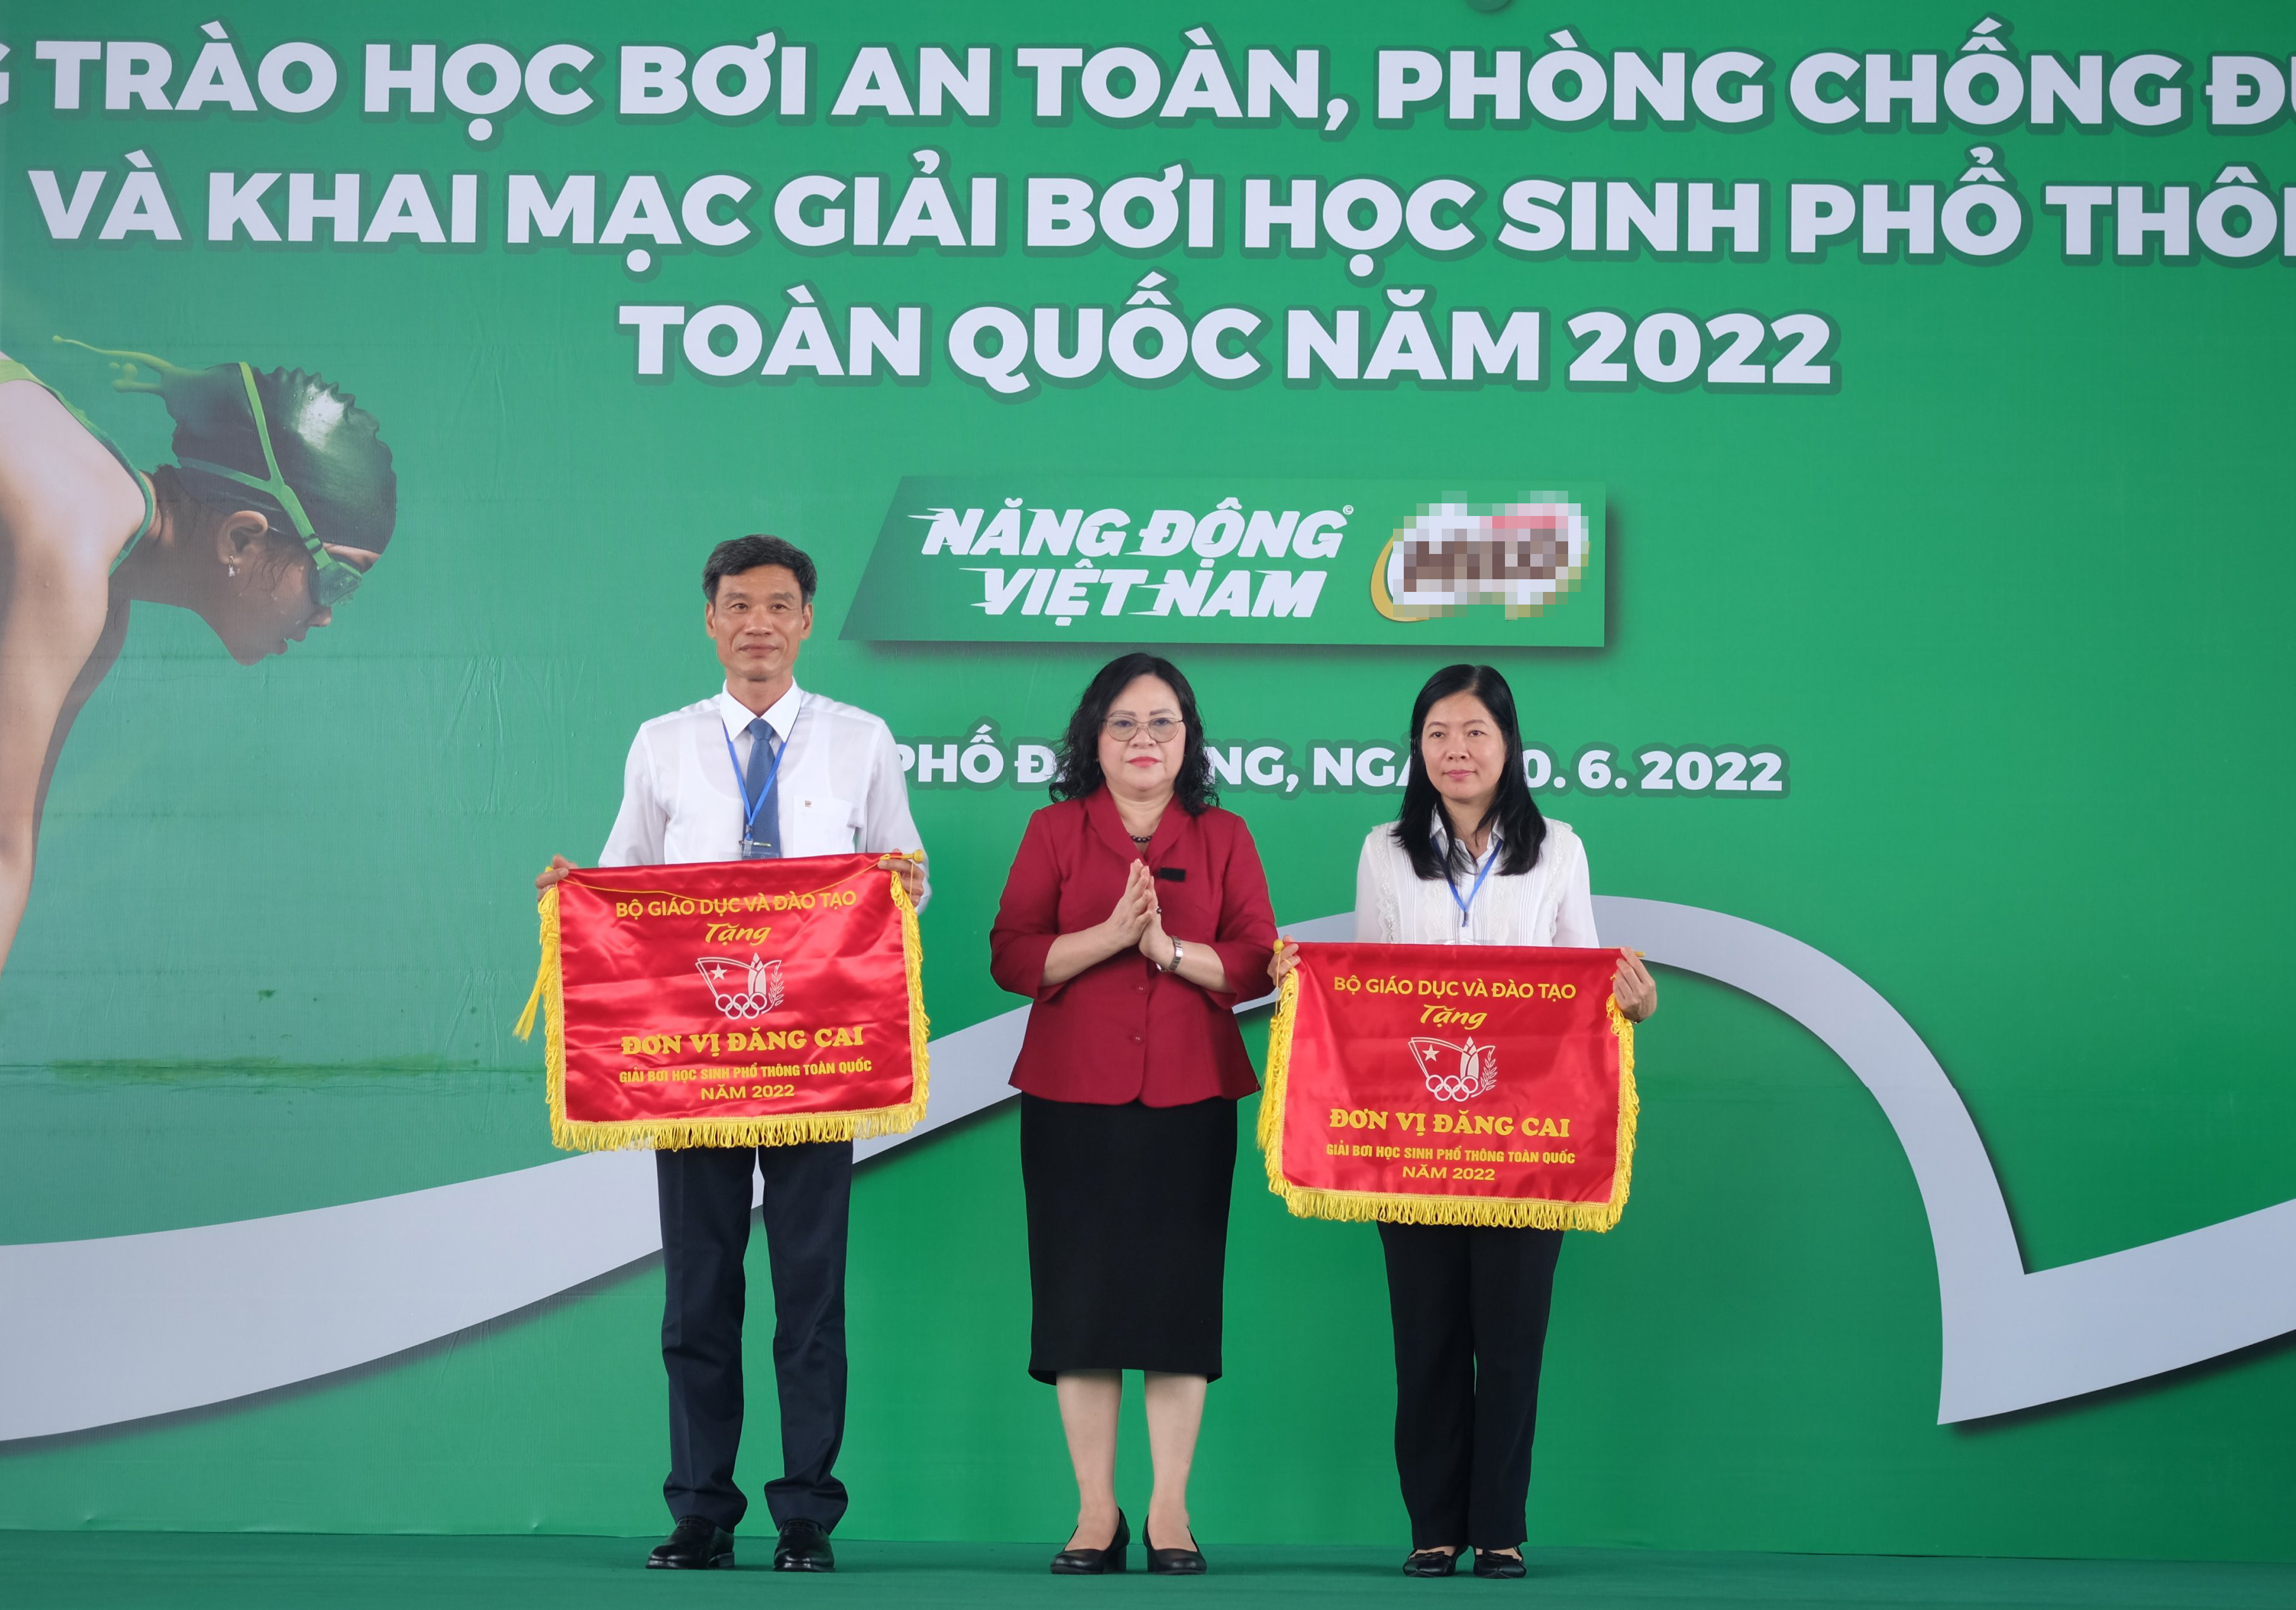 TRÀO HỌC BƠI AN TOÀN, PHÒNG CHỐNG
VÀ KHAI MẠC GIẢI BƠI HỌC SINH PHỔ
TOÀN QUỐC NĂM 2022
NĂNG ĐỘNG
VIỆT NAM
PHỐ 6. 2022
BỘ GIÁO DỤC VÀ ĐÀO TẠO
Tặng
ĐƠN VỊ ĐĂNG CAI
GIẢI BƠI HỌC SINH PHỔ THÔNG TOÀN QUỐC
NĂM 2022
BỘ GIÁO DỤC VÀ ĐÀO TẠO
Tặng
ĐƠN VỊ ĐĂNG CAI
GIẢI BƠI HỌC SINH PHỔ THÔNG TOÀN QUỐC
NĂM 2022